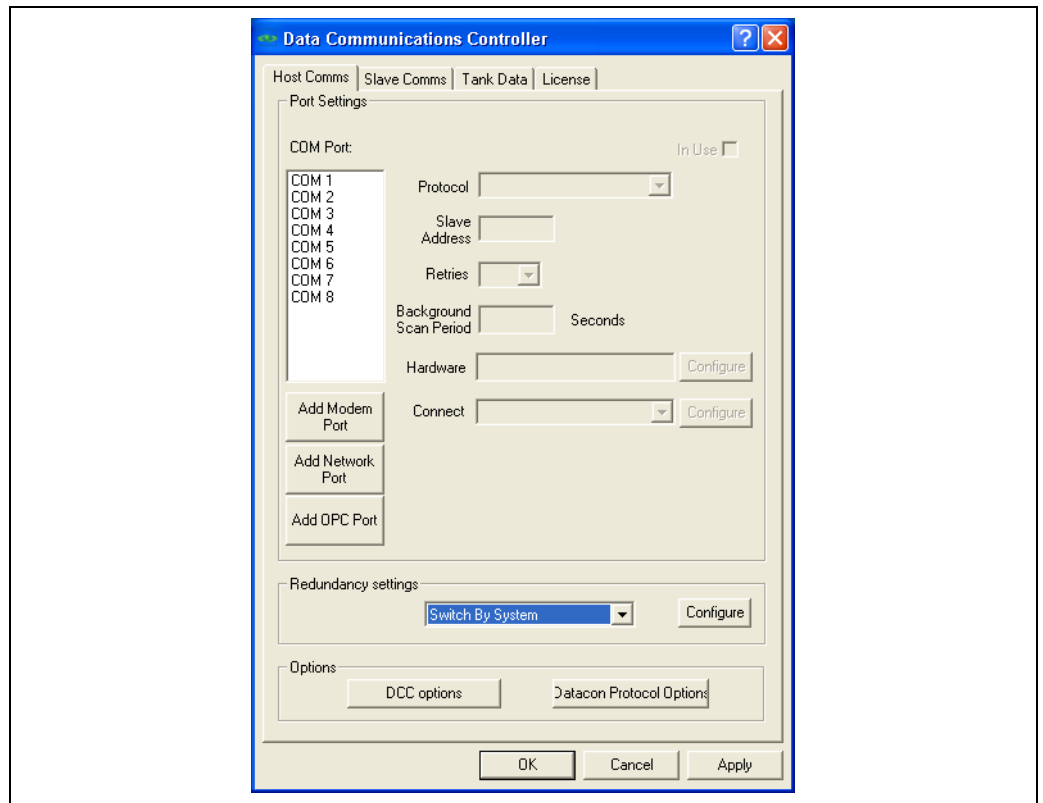 Data Communications Controller
Host Comms Slave Comms Tank Data License
Port Settings
COM Port:
In Use
COM 1
COM 2
COM 3
COM 4
COM 5
COM 6
COM 7
COM 8
Protocol
Slave
Address
Retries
Background
Scan Period
Seconds
Hardware
Configure
Connect
Configure
Add Modem
Port
Add Network
Port
Add OPC Port
Redundancy settings
Switch By System
Configure
Options
DCC options
Datacon Protocol Options
OK Cancel Apply